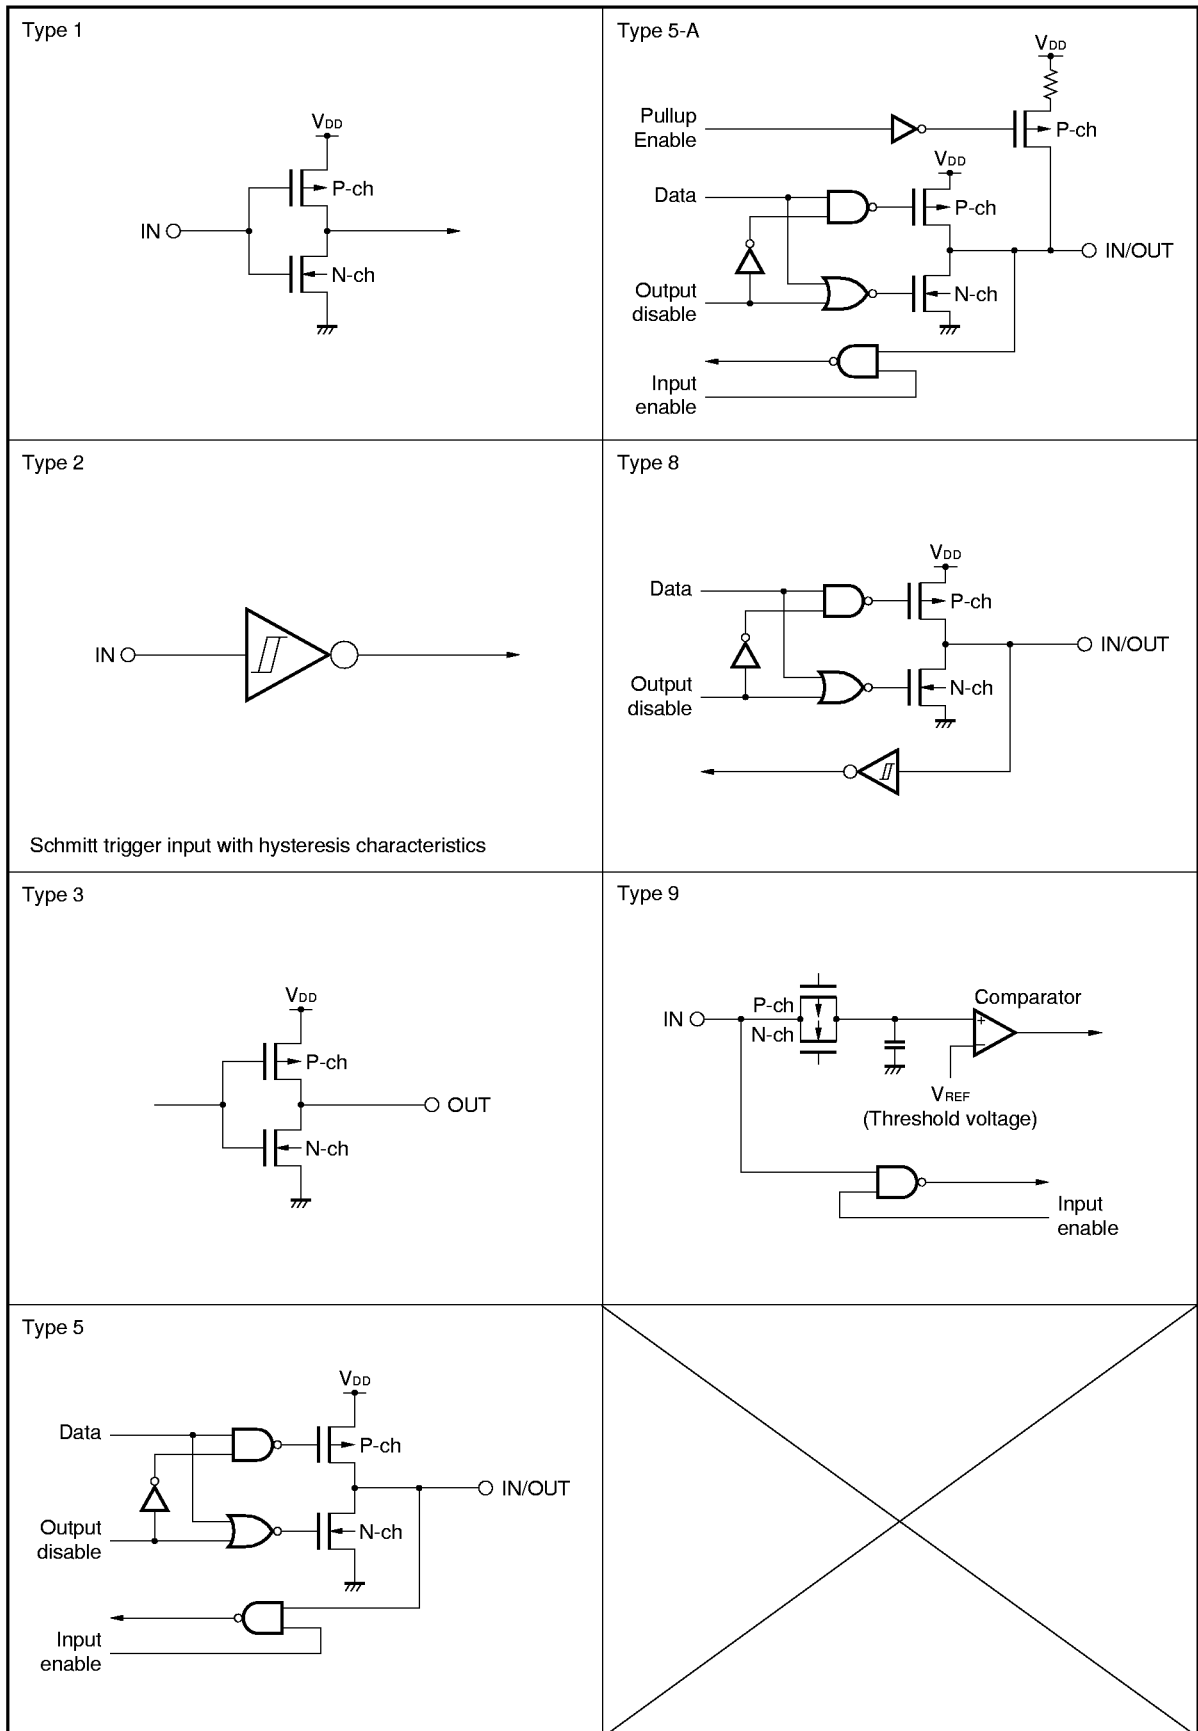 Type 1
VDD
P-ch
IN
N-ch
Type 5-A
VDD
Pullup
Enable
P-ch
VDD
Data
P-ch
IN/OUT
Output
disable
N-ch
Input
enable
Type 2
IN
Schmitt trigger input with hysteresis characteristics
Type 8
VDD
Data
P-ch
IN/OUT
Output
disable
N-ch
Type 3
VDD
P-ch
OUT
N-ch
Type 9
P-ch
IN
N-ch
Comparator
+
–
VREF
(Threshold voltage)
Input
enable
Type 5
VDD
Data
P-ch
IN/OUT
Output
disable
N-ch
Input
enable